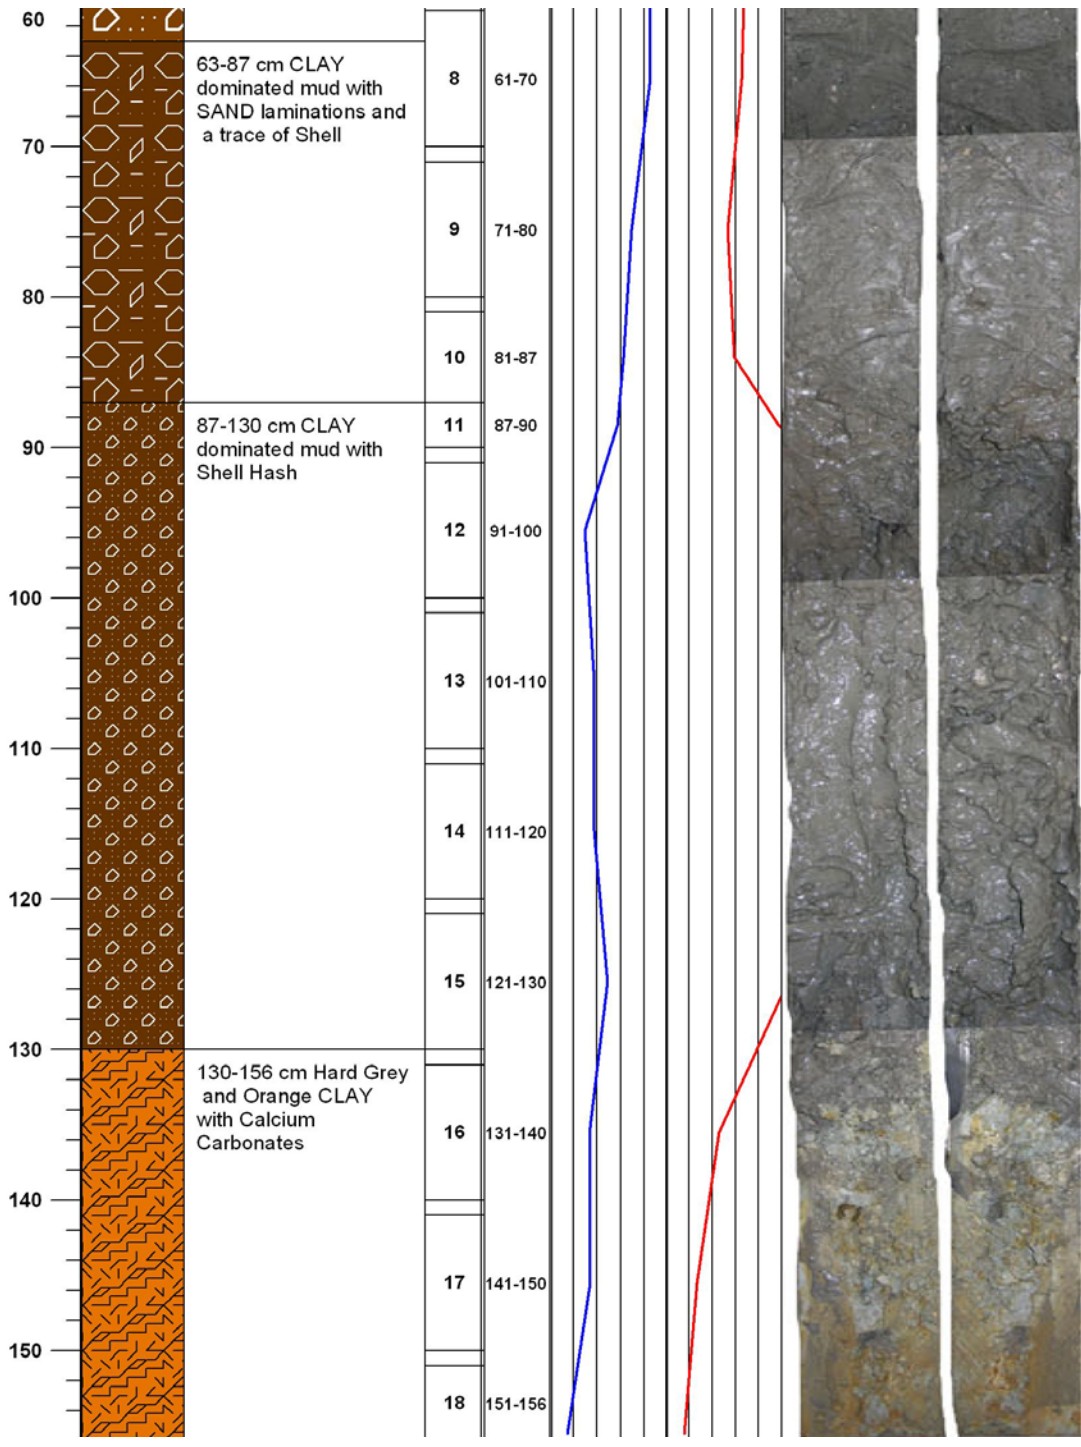 60
63-87 cm CLAY
dominated mud with
SAND laminations and
a trace of Shell
8 61-70
70
9 71-80
80
10 81-87
87-130 cm CLAY
dominated mud with
Shell Hash
11 87-90
90
12 91-100
100
13 101-110
110
14 111-120
120
15 121-130
130
130-156 cm Hard Grey
and Orange CLAY
with Calcium
Carbonates
16 131-140
140
17 141-150
150
18 151-156